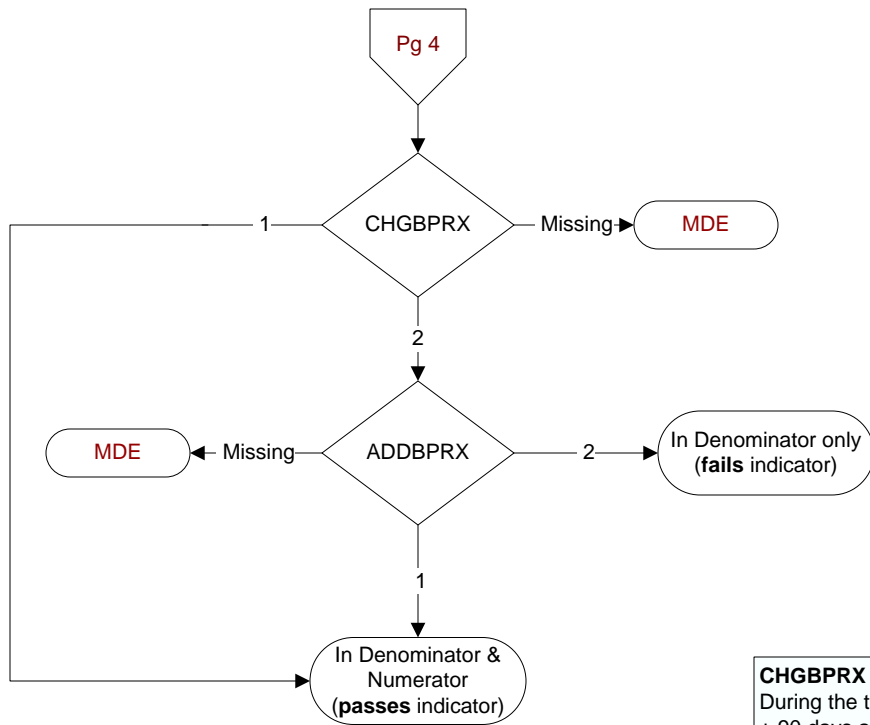 Pg 4
CHGBPRX
1
Missing
MDE
2
ADDBPRX
MDE
Missing
2
In Denominator only
(fails indicator)
1
In Denominator &
Numerator
(passes indicator)
CHGBPRX
During the t